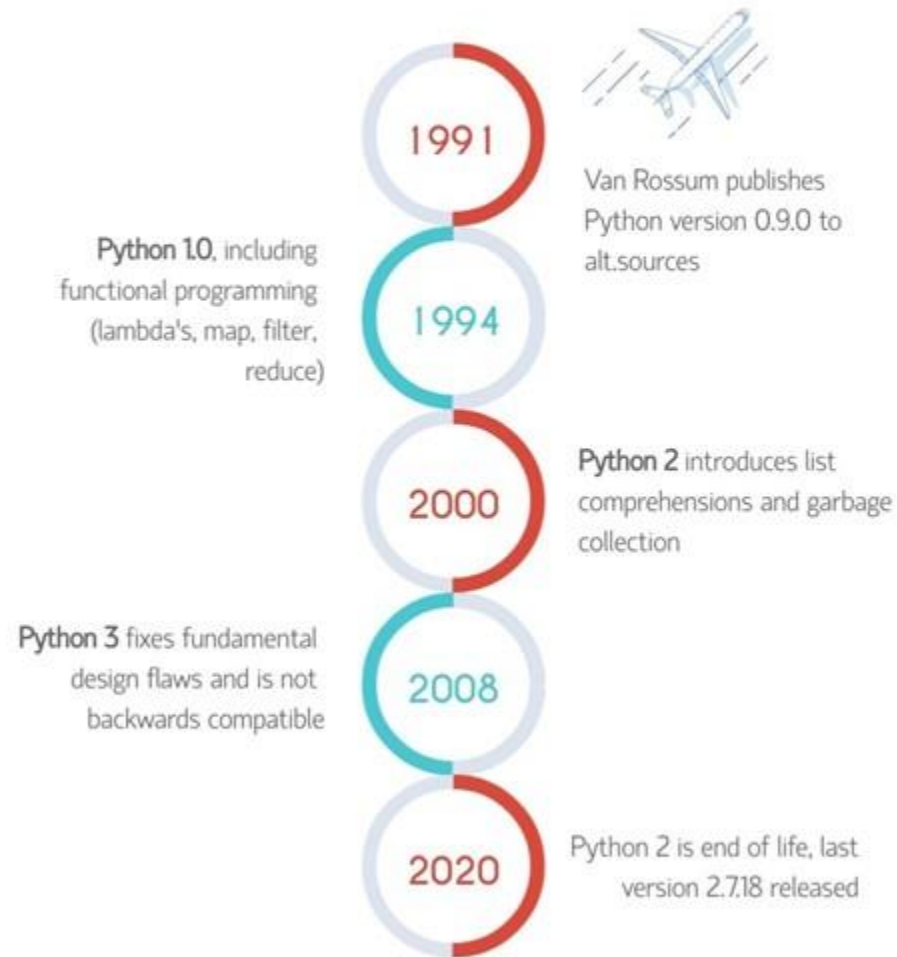 1991
Van Rossum publishes
Python version 0.9.0 to
alt.sources
Python 1.0, including
functional programming
(lambda's, map, filter,
reduce)
1994
2000
Python 2 introduces list
comprehensions and garbage
collection
Python 3 fixes fundamental
design flaws and is not
backwards compatible
2008
2020
Python 2 is end of life, last
version 2.7.18 released